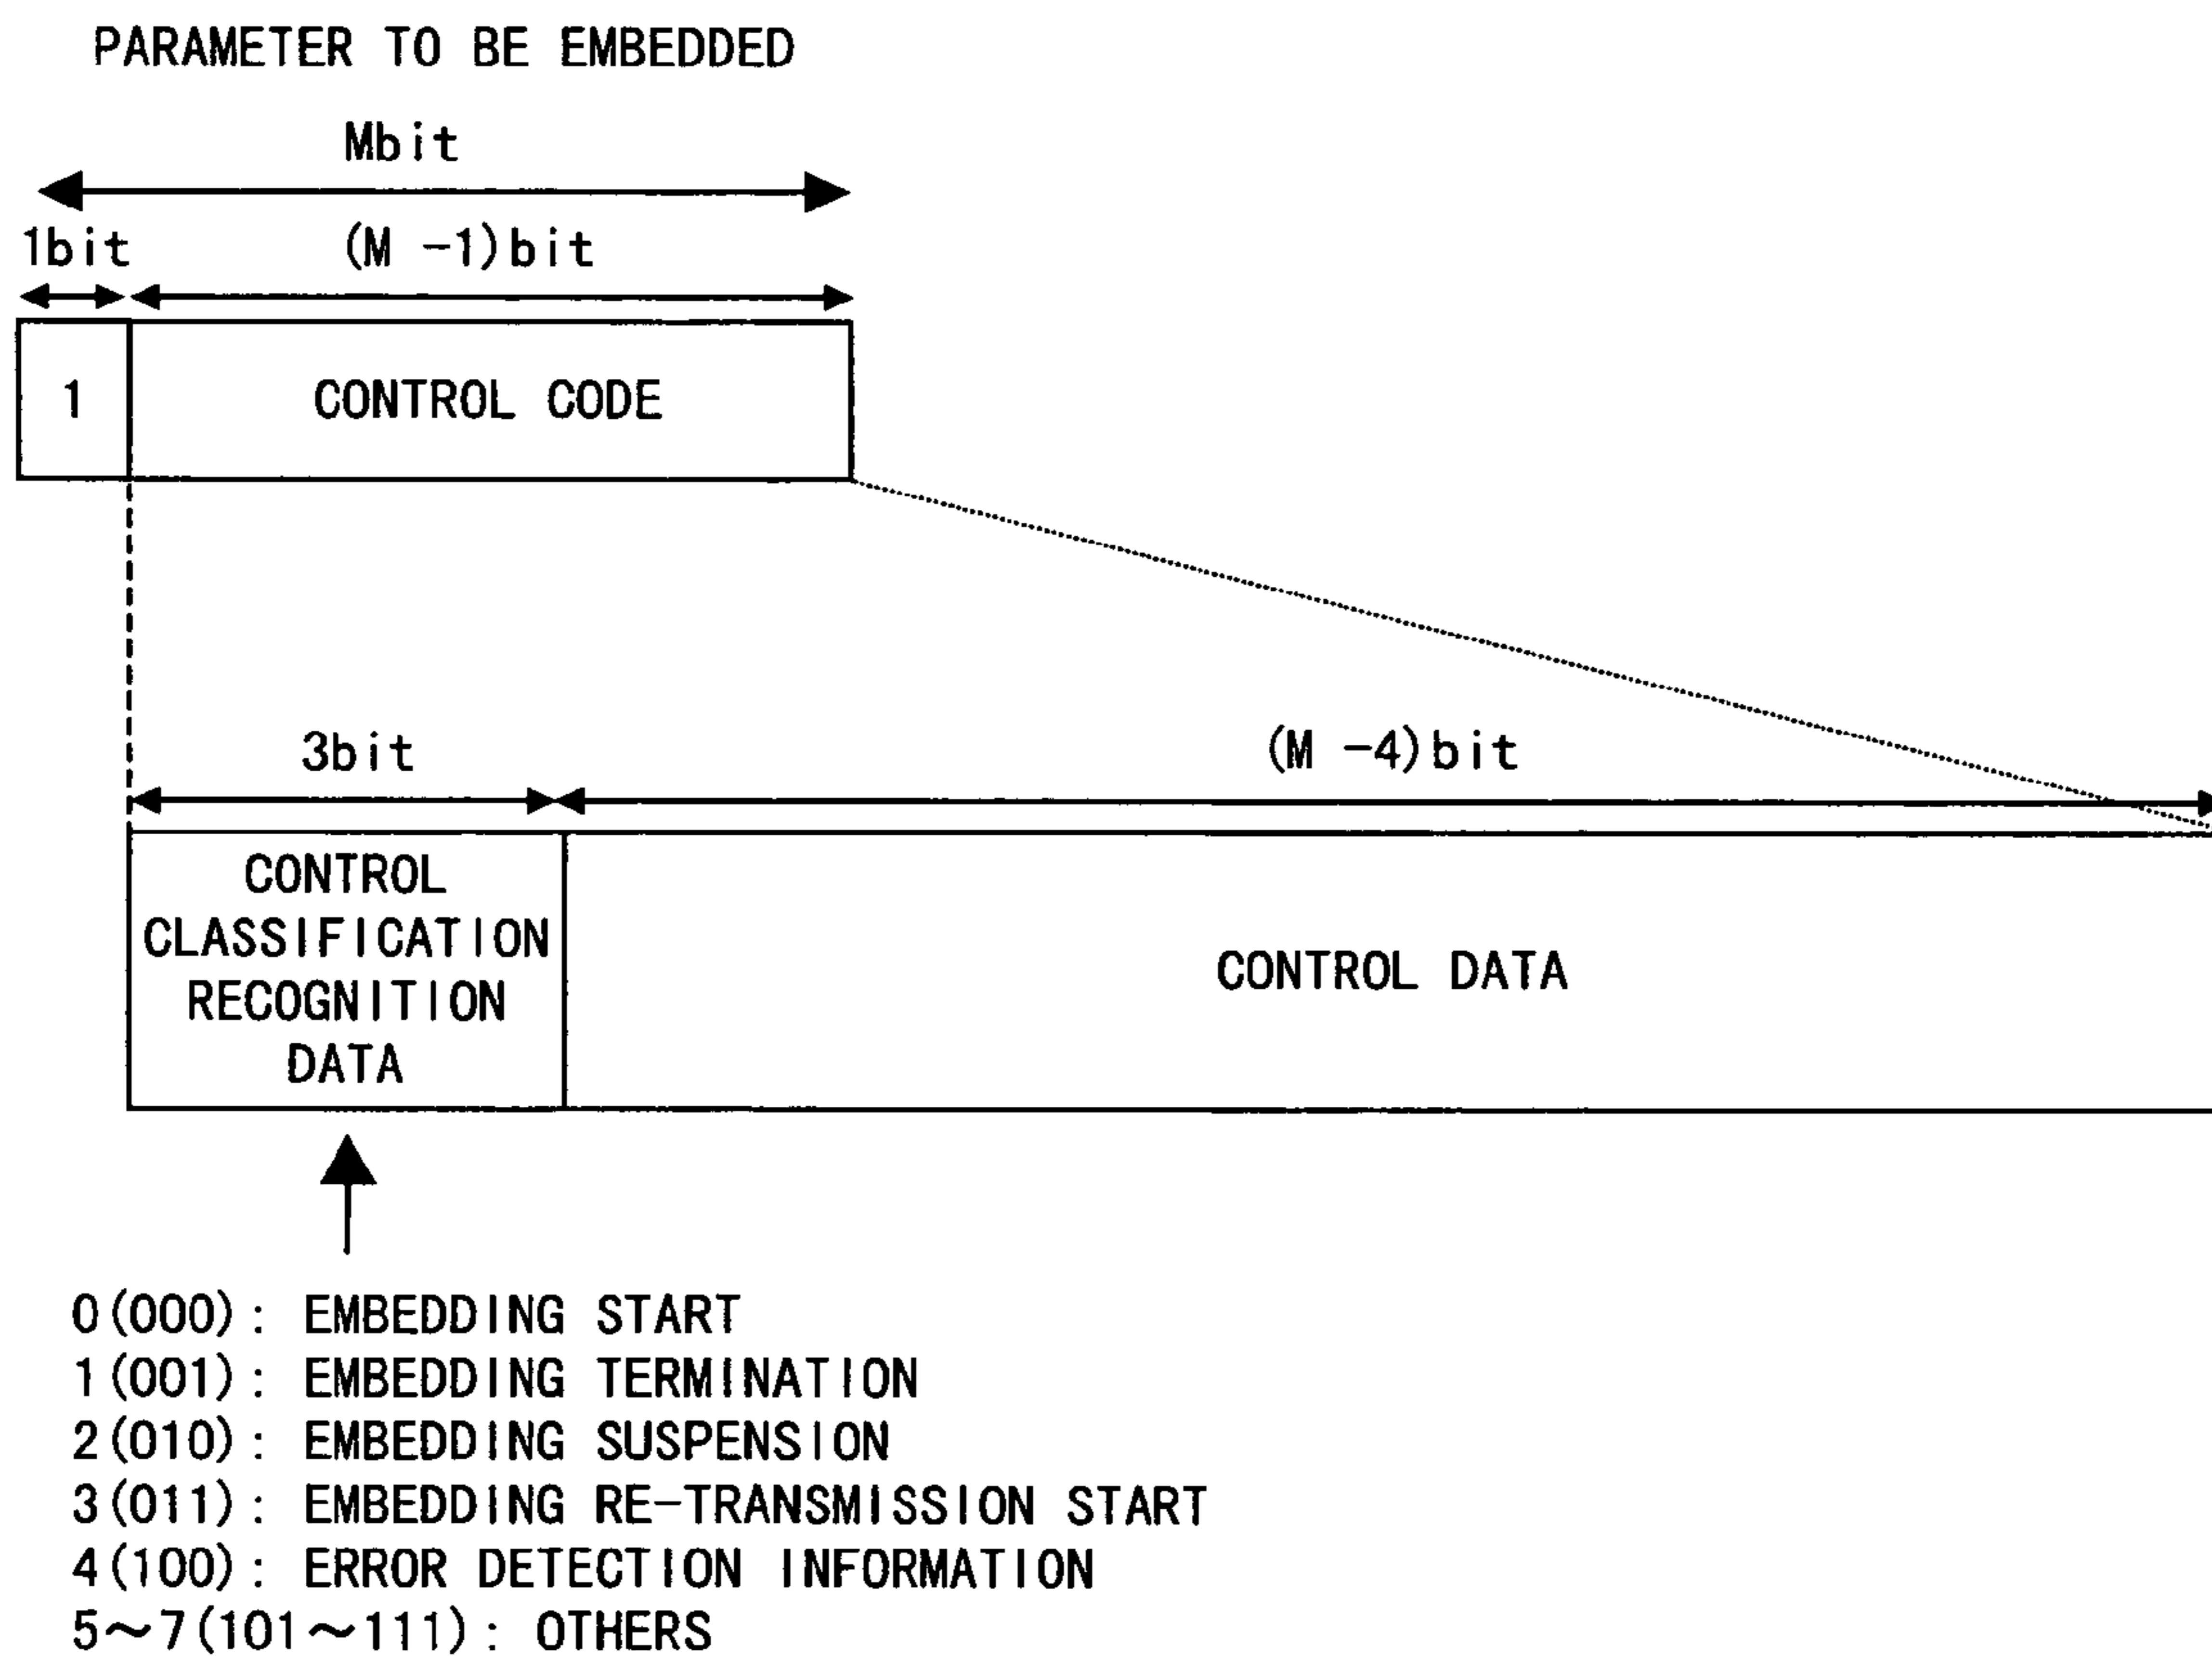 PARAMETER TO BE EMBEDDED
Mbit
1bit (M -1)bit
1 CONTROL CODE
3bit (M -4)bit
CONTROL
CLASSIFICATION
RECOGNITION
DATA
CONTROL DATA
0(000): EMBEDDING START
1(001): EMBEDDING TERMINATION
2(010): EMBEDDING SUSPENSION
3(011): EMBEDDING RE-TRANSMISSION START
4(100): ERROR DETECTION INFORMATION
5～7(101～111): OTHERS